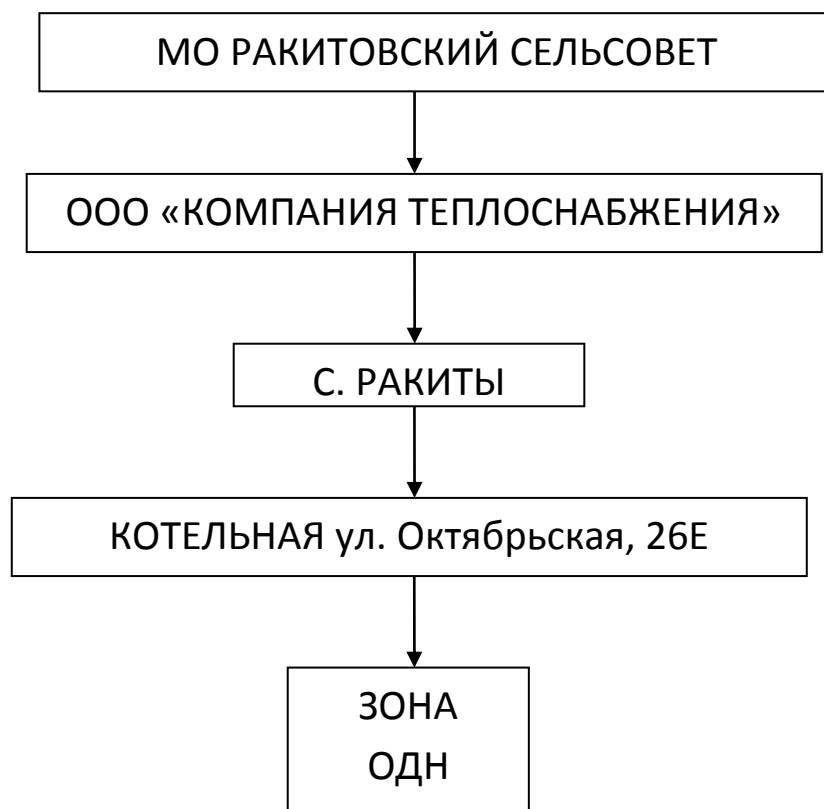 МО РАКИТОВСКИЙ СЕЛЬСОВЕТ
ООО «КОМПАНИЯ ТЕПЛОСНАБЖЕНИЯ»
С. РАКИТЫ
КОТЕЛЬНАЯ ул. Октябрьская, 26Е
ЗОНА
ОДН